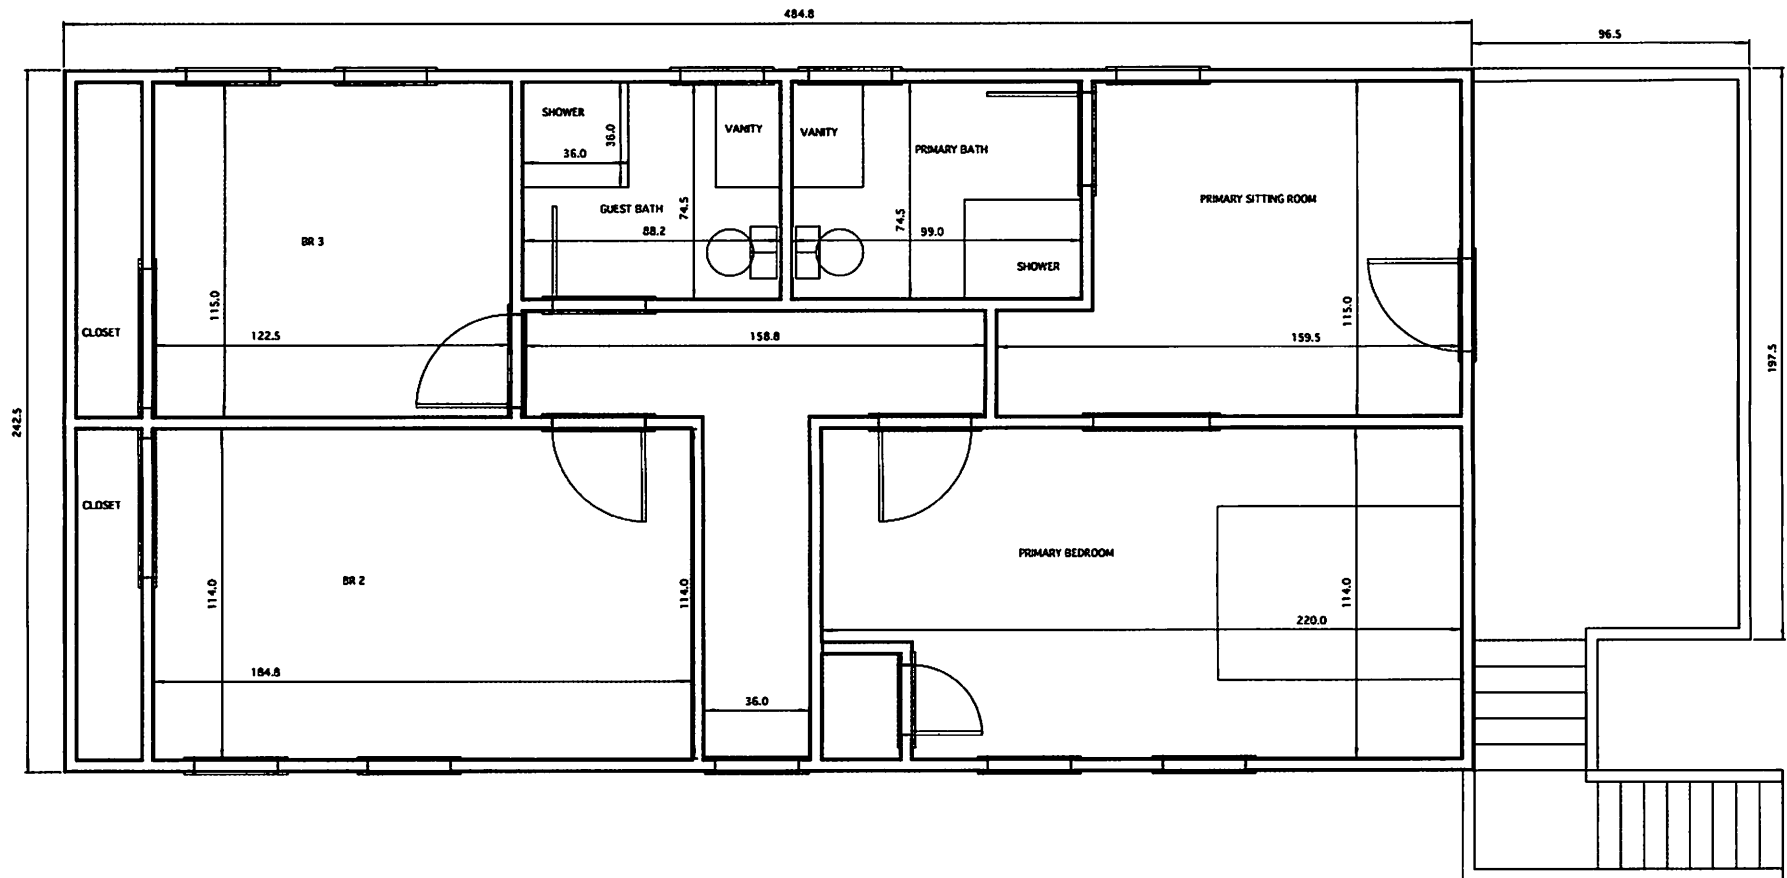 484.8
96.5
SHOWER
36.0
36.0
VANITY
VANITY
PRIMARY BATH
PRIMARY SITTING ROOM
GUEST BATH
74.5
88.2
74.5
99.0
BR 3
SHOWER
115.0
115.0
CLOSET
122.5
158.8
159.5
197.5
242.5
CLOSET
PRIMARY BEDROOM
BR 2
114.0
114.0
114.0
220.0
184.8
36.0